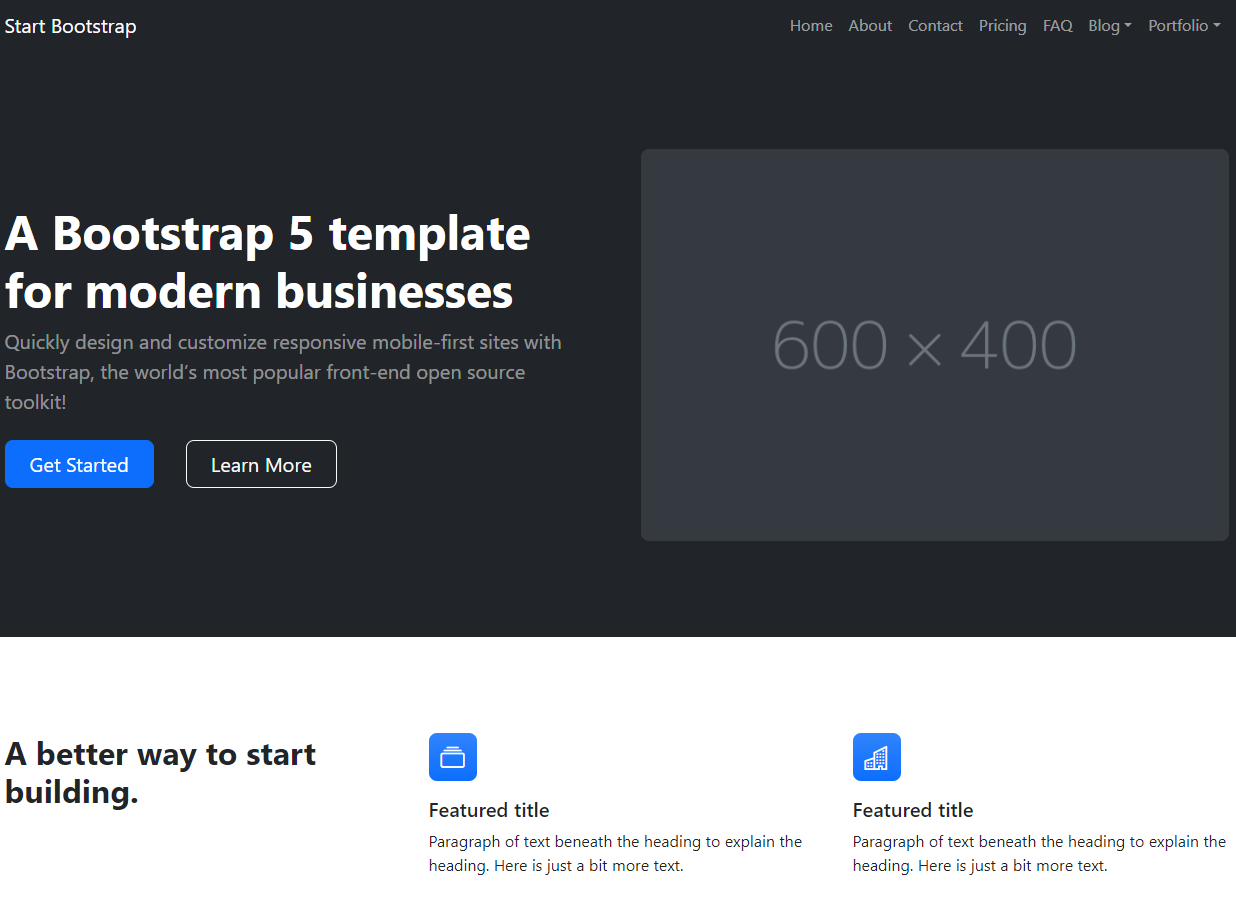 Start Bootstrap
Home About Contact Pricing FAQ Blog Portfolio
A Bootstrap 5 template
for modern businesses
Quickly design and customize responsive mobile-first sites with
Bootstrap, the world’s most popular front-end open source
toolkit!
Get Started Learn More
600 × 400
A better way to start
building.
Featured title
Paragraph of text beneath the heading to explain the
heading. Here is just a bit more text.
Featured title
Paragraph of text beneath the heading to explain the
heading. Here is just a bit more text.